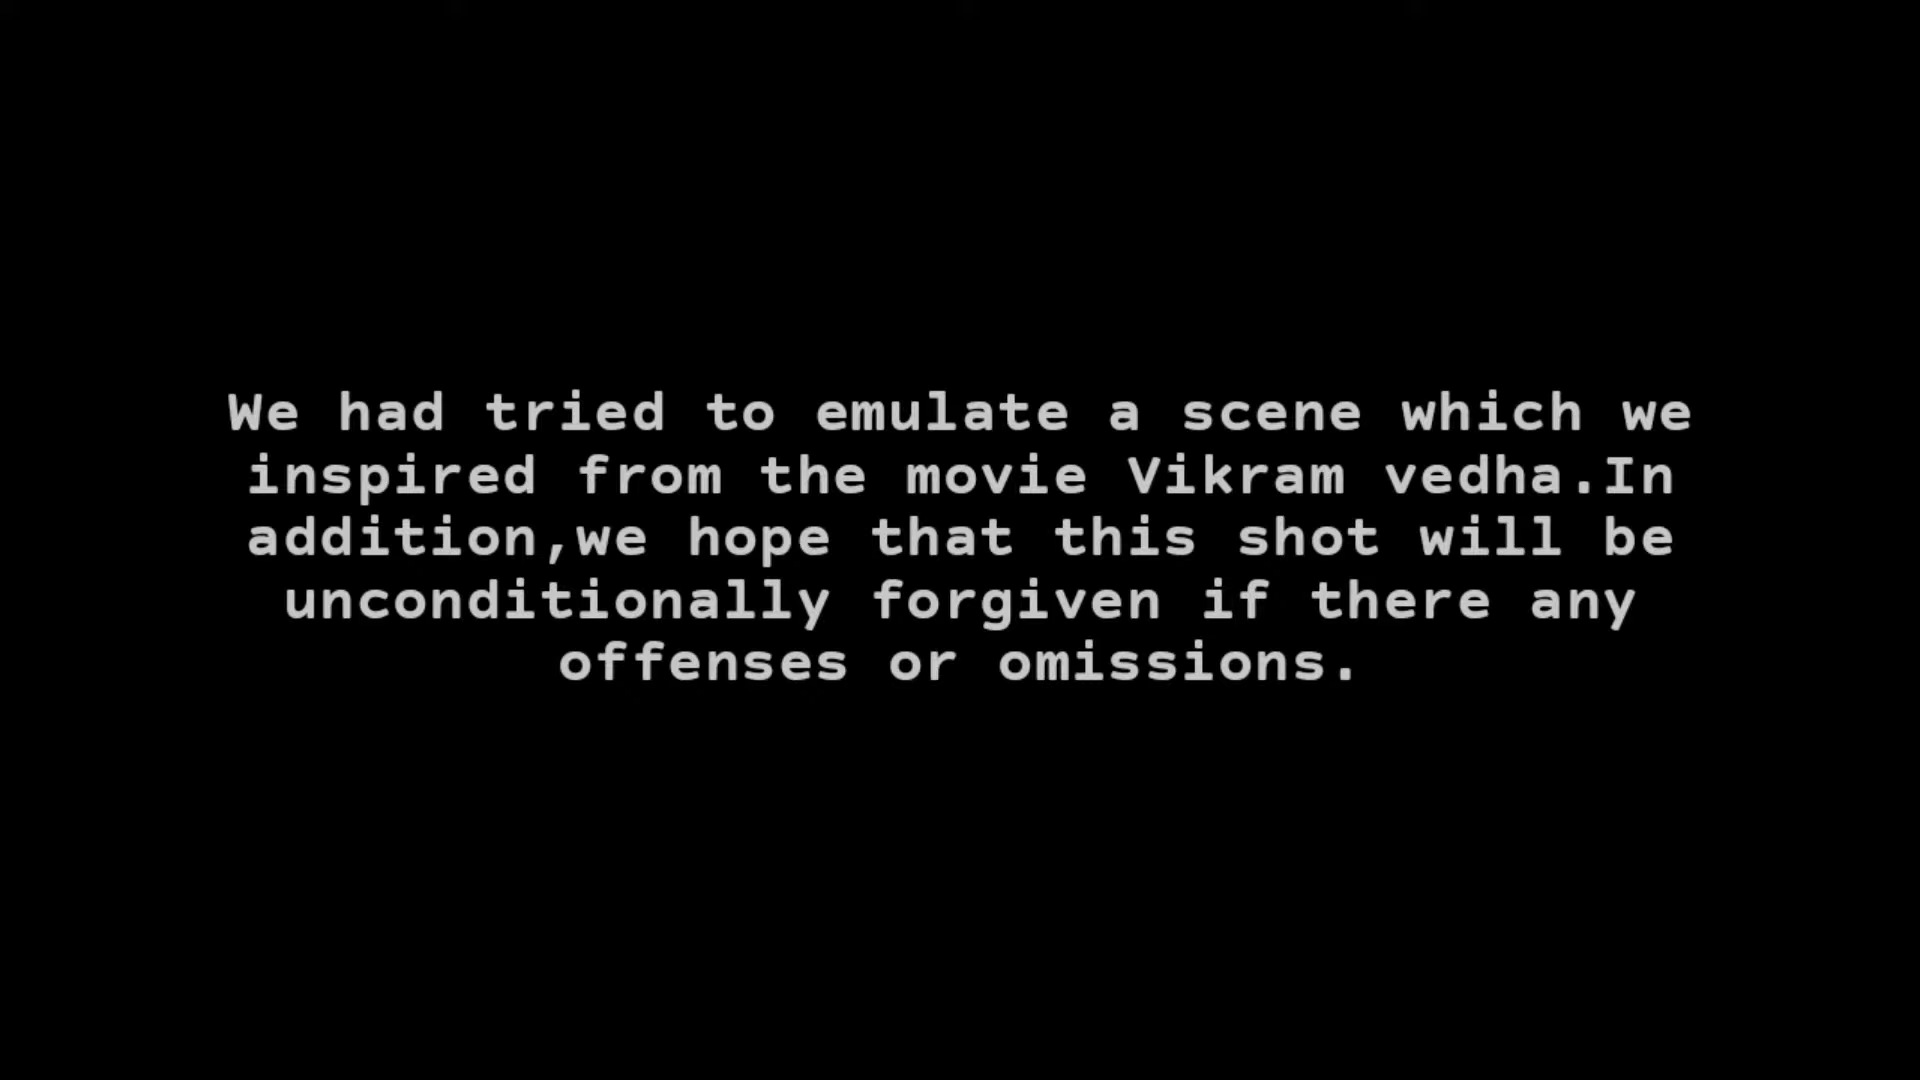 We had tried to emulate a scene which we
inspired from the movie Vikram vedha.In
addition,we hope that this shot will be
unconditionally forgiven if there any
offenses or omissions.